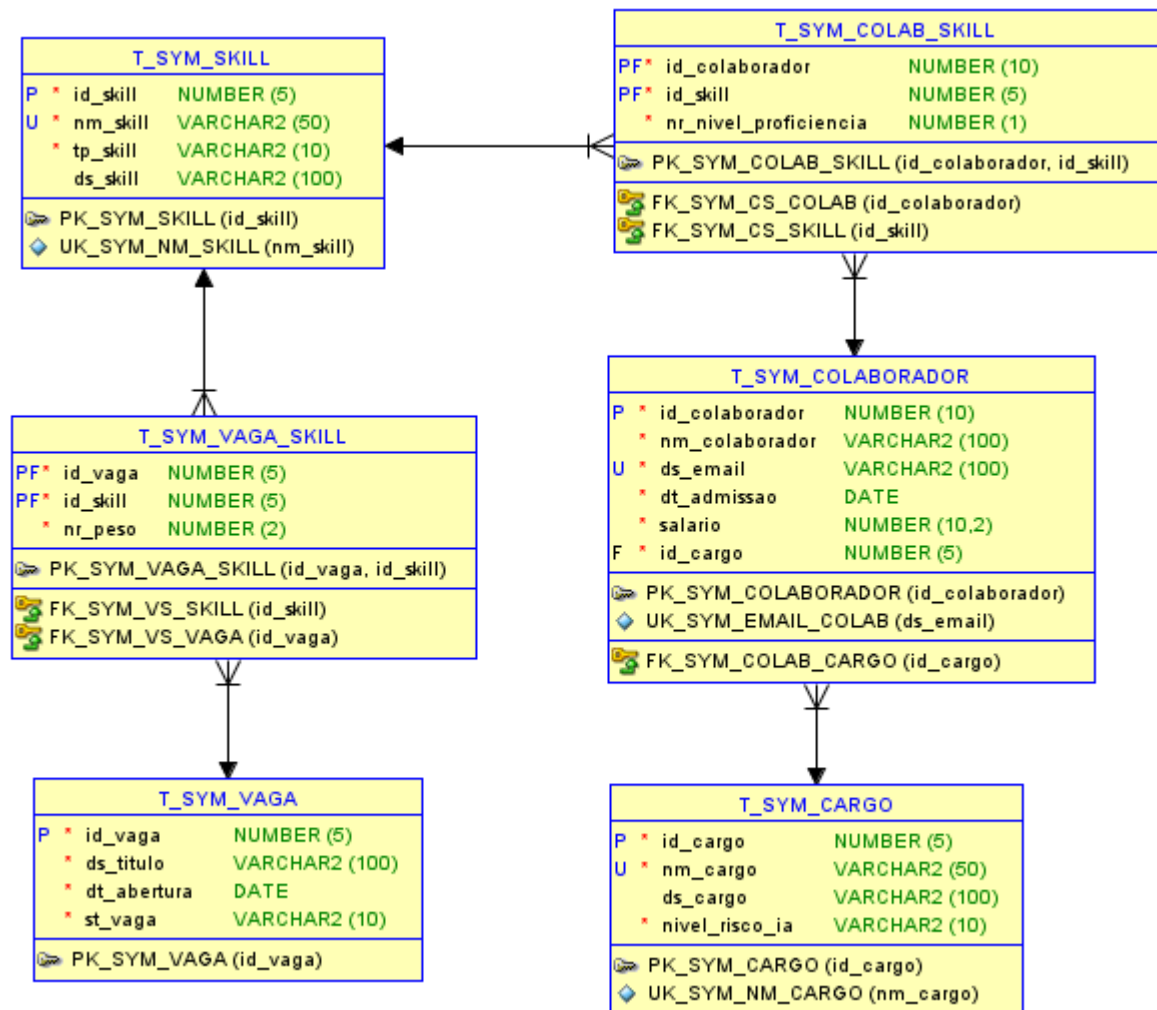 T_SYM_SKILL
P * id_skill NUMBER (5)
U * nm_skill VARCHAR2 (50)
* tp_skill VARCHAR2 (10)
ds_skill VARCHAR2 (100)
PK_SYM_SKILL (id_skill)
UK_SYM_NM_SKILL (nm_skill)
T_SYM_COLAB_SKILL
PF* id_colaborador NUMBER (10)
PF* id_skill NUMBER (5)
* nr_nivel_proficiencia NUMBER (1)
PK_SYM_COLAB_SKILL (id_colaborador, id_skill)
FK_SYM_CS_COLAB (id_colaborador)
FK_SYM_CS_SKILL (id_skill)
T_SYM_VAGA_SKILL
PF* id_vaga NUMBER (5)
PF* id_skill NUMBER (5)
* nr_peso NUMBER (2)
PK_SYM_VAGA_SKILL (id_vaga, id_skill)
FK_SYM_VS_SKILL (id_skill)
FK_SYM_VS_VAGA (id_vaga)
T_SYM_COLABORADOR
P * id_colaborador NUMBER (10)
* nm_colaborador VARCHAR2 (100)
U * ds_email VARCHAR2 (100)
* dt_admissao DATE
* salario NUMBER (10,2)
F * id_cargo NUMBER (5)
PK_SYM_COLABORADOR (id_colaborador)
UK_SYM_EMAIL_COLAB (ds_email)
FK_SYM_COLAB_CARGO (id_cargo)
T_SYM_VAGA
P * id_vaga NUMBER (5)
* ds_titulo VARCHAR2 (100)
* dt_abertura DATE
* st_vaga VARCHAR2 (10)
PK_SYM_VAGA (id_vaga)
T_SYM_CARGO
P * id_cargo NUMBER (5)
U * nm_cargo VARCHAR2 (50)
ds_cargo VARCHAR2 (100)
* nivel_risco_ia VARCHAR2 (10)
PK_SYM_CARGO (id_cargo)
UK_SYM_NM_CARGO (nm_cargo)